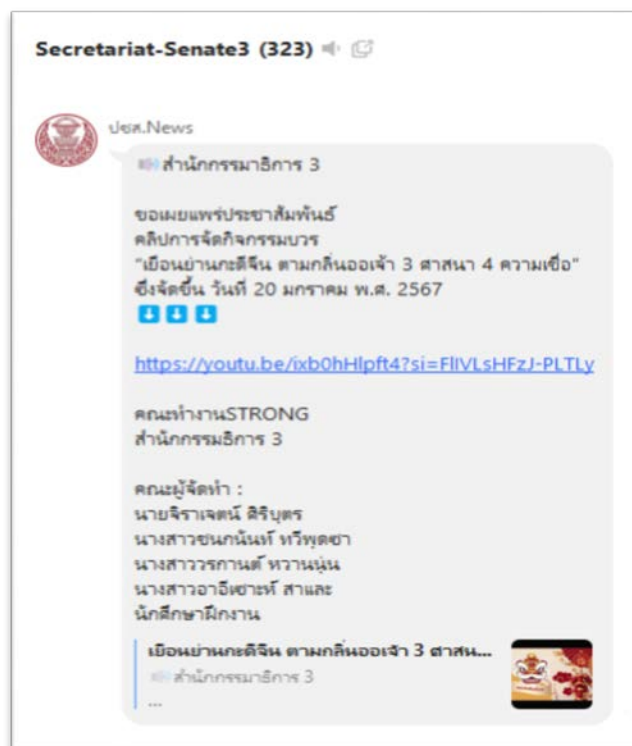 Secretariat-Senate3 (323)
ปชส.News
สำนักกรรมาธิการ 3
ขอเผยแพร่ประชาสัมพันธ์
คลิปการจัดกิจกรรมบวร
“เยือนย่านกะดีจีน ตามกลิ่นออเจ้า 3 ศาสนา 4 ความเชื่อ”
ซึ่งจัดขึ้น วันที่ 20 มกราคม พ.ศ. 2567
https://youtu.be/ixb0hHlpft4?si=FlIVLsHFzJ-PLTLy
คณะทำงานSTRONG
สำนักกรรมธิการ 3
คณะผู้จัดทำ :
นายจิราเจตน์ ศิริบุตร
นางสาวชนกนันท์ ทวีพุดซา
นางสาววรกานต์ หวานนุ่น
นางสาวอาอีเซาะห์ สาและ
นักศึกษาฝึกงาน
เยือนย่านกะดีจีน ตามกลิ่นออเจ้า 3 ศาสน...
สำนักกรรมาธิการ 3
...